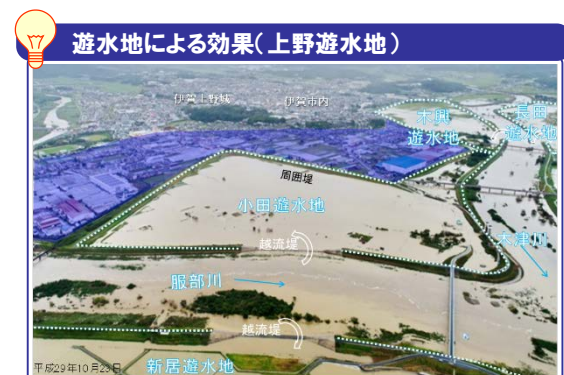 遊水地による効果(上野遊水地)
伊賀上野城
伊賀市内
木興
遊水地
長田
遊水地
周囲堤
小田遊水地
木津川
越流堤
服部川
越流堤
新居遊水地
平成29年10月23日